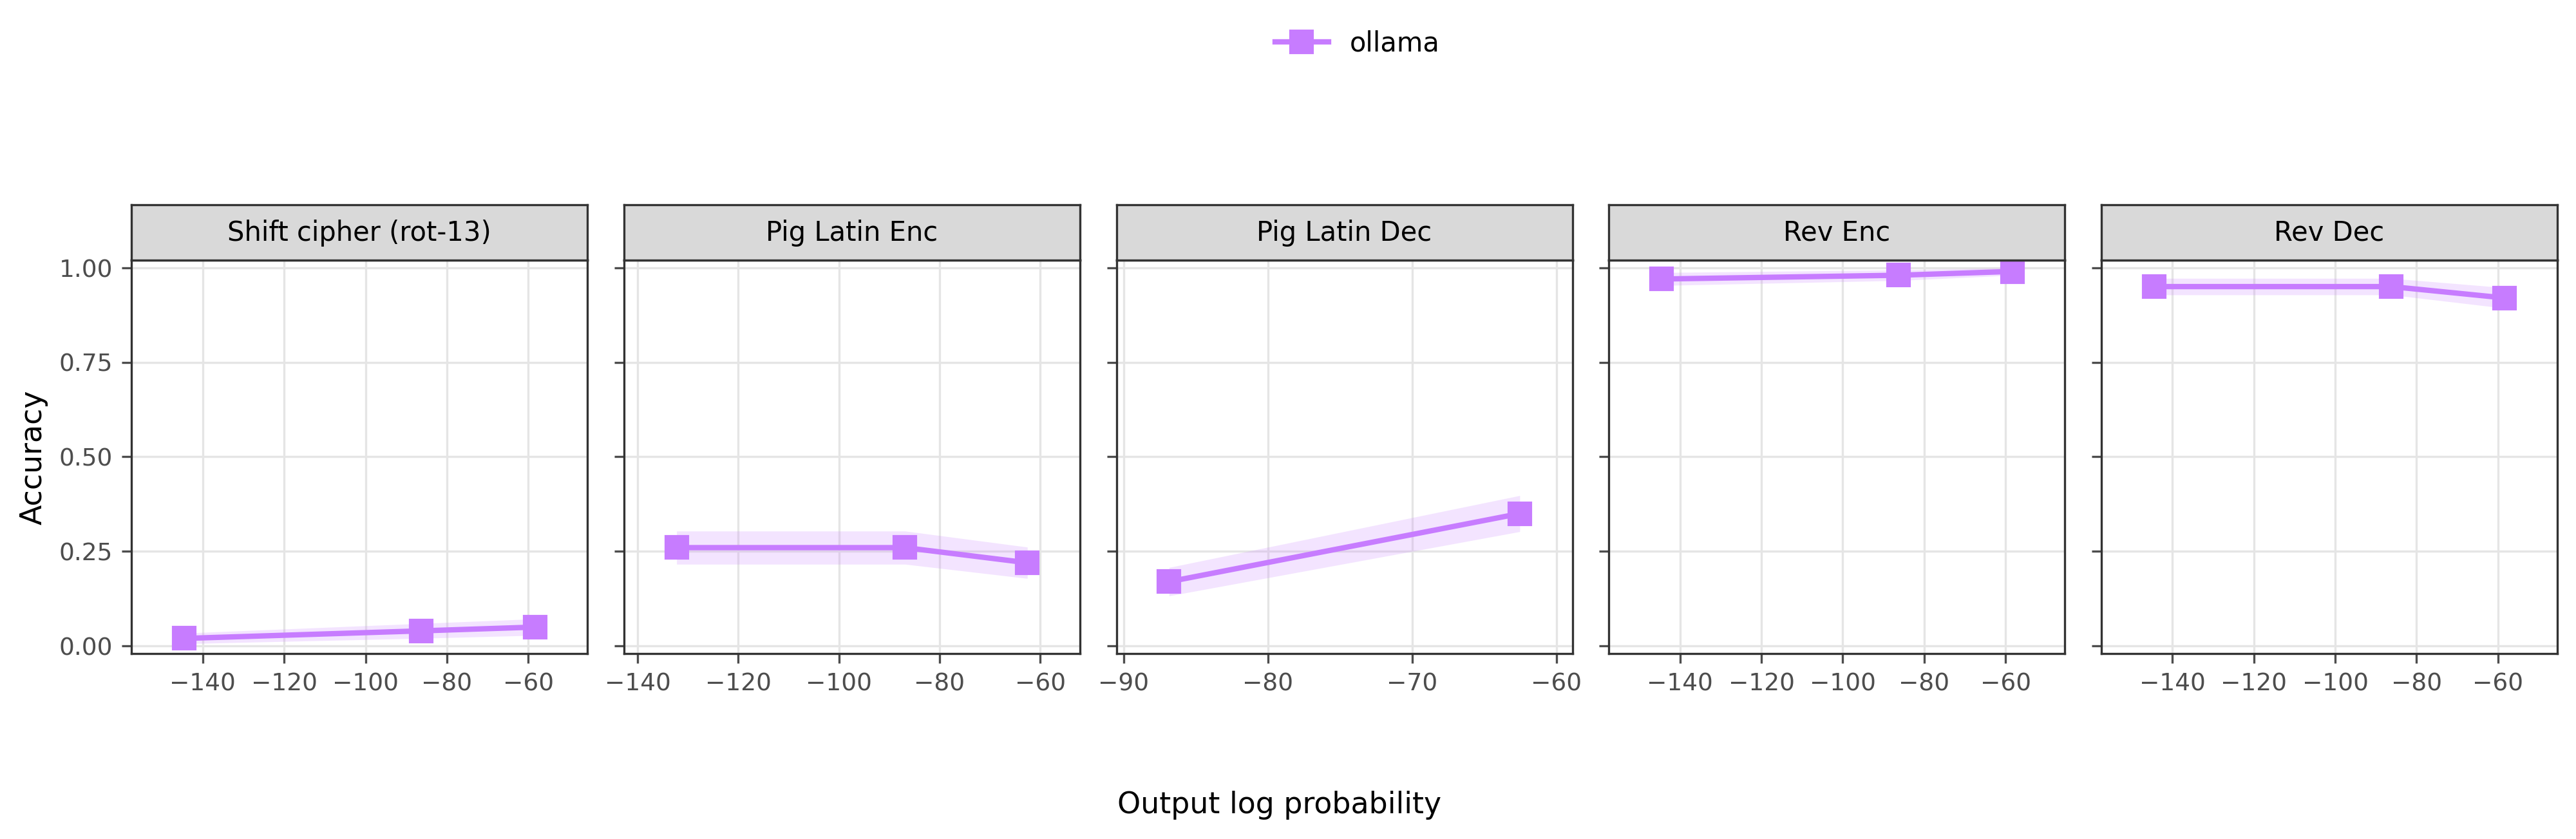 ollama
Shift cipher (rot-13)
Pig Latin Enc
Pig Latin Dec
Rev Enc
Rev Dec
Accuracy
1.00
0.75
0.50
0.25
0.00
−140 −120 −100 −80 −60
−140 −120 −100 −80 −60
−90 −80 −70 −60
−140 −120 −100 −80 −60
−140 −120 −100 −80 −60
Output log probability